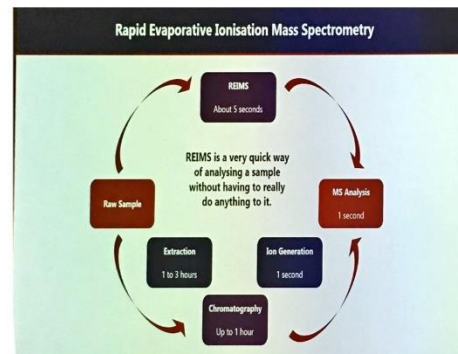 Rapid Evaporative Ionisation Mass Spectrometry
REIMS
About 5 seconds
REIMS is a very quick way
of analysing a sample
without having to really
do anything to it.
Raw Sample
MS Analysis
1 second
Extraction
1 to 3 hours
Ion Generation
1 second
Chromatography
Up to 1 hour